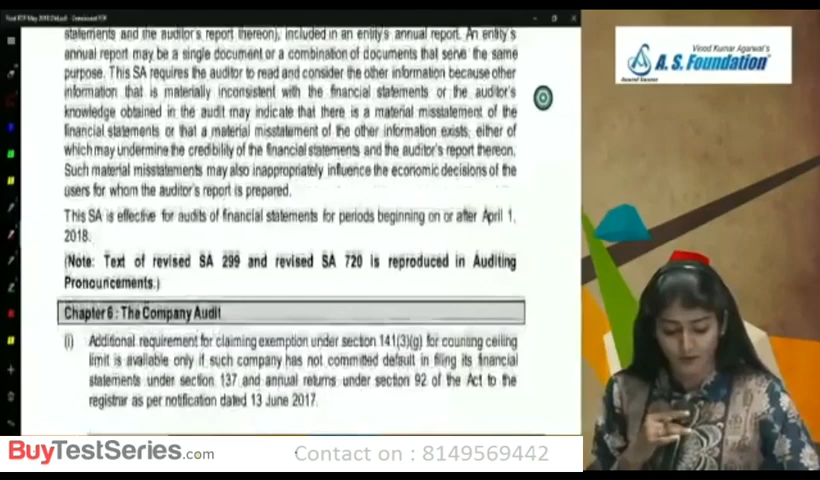 Final RTP May 2018 Old.pdf - Drawboard PDF
statements and the auditor's report thereon), included in an entity's annual report. An entity's
annual report may be a single document or a combination of documents that serve the same
purpose. This SA requires the auditor to read and consider the other information because other
information that is materially inconsistent with the financial statements or the auditor's
knowledge obtained in the audit may indicate that there is a material misstatement of the
financial statements or that a material misstatement of the other information exists, either of
which may undermine the credibility of the financial statements and the auditor's report thereon.
Such material misstatements may also inappropriately influence the economic decisions of the
users for whom the auditor's report is prepared.
This SA is effective for audits of financial statements for periods beginning on or after April 1,
2018.
(Note: Text of revised SA 299 and revised SA 720 is reproduced in Auditing
Pronouncements.)
Chapter 6 : The Company Audit
(i) Additional requirement for claiming exemption under section 141(3)(g) for counting ceiling
limit is available only if such company has not committed default in filing its financial
statements under section 137 and annual returns under section 92 of the Act to the
registrar as per notification dated 13 June 2017.
Vinod Kumar Agarwal's
A. S. Foundation
BuyTestSeries.com
Contact on : 8149569442